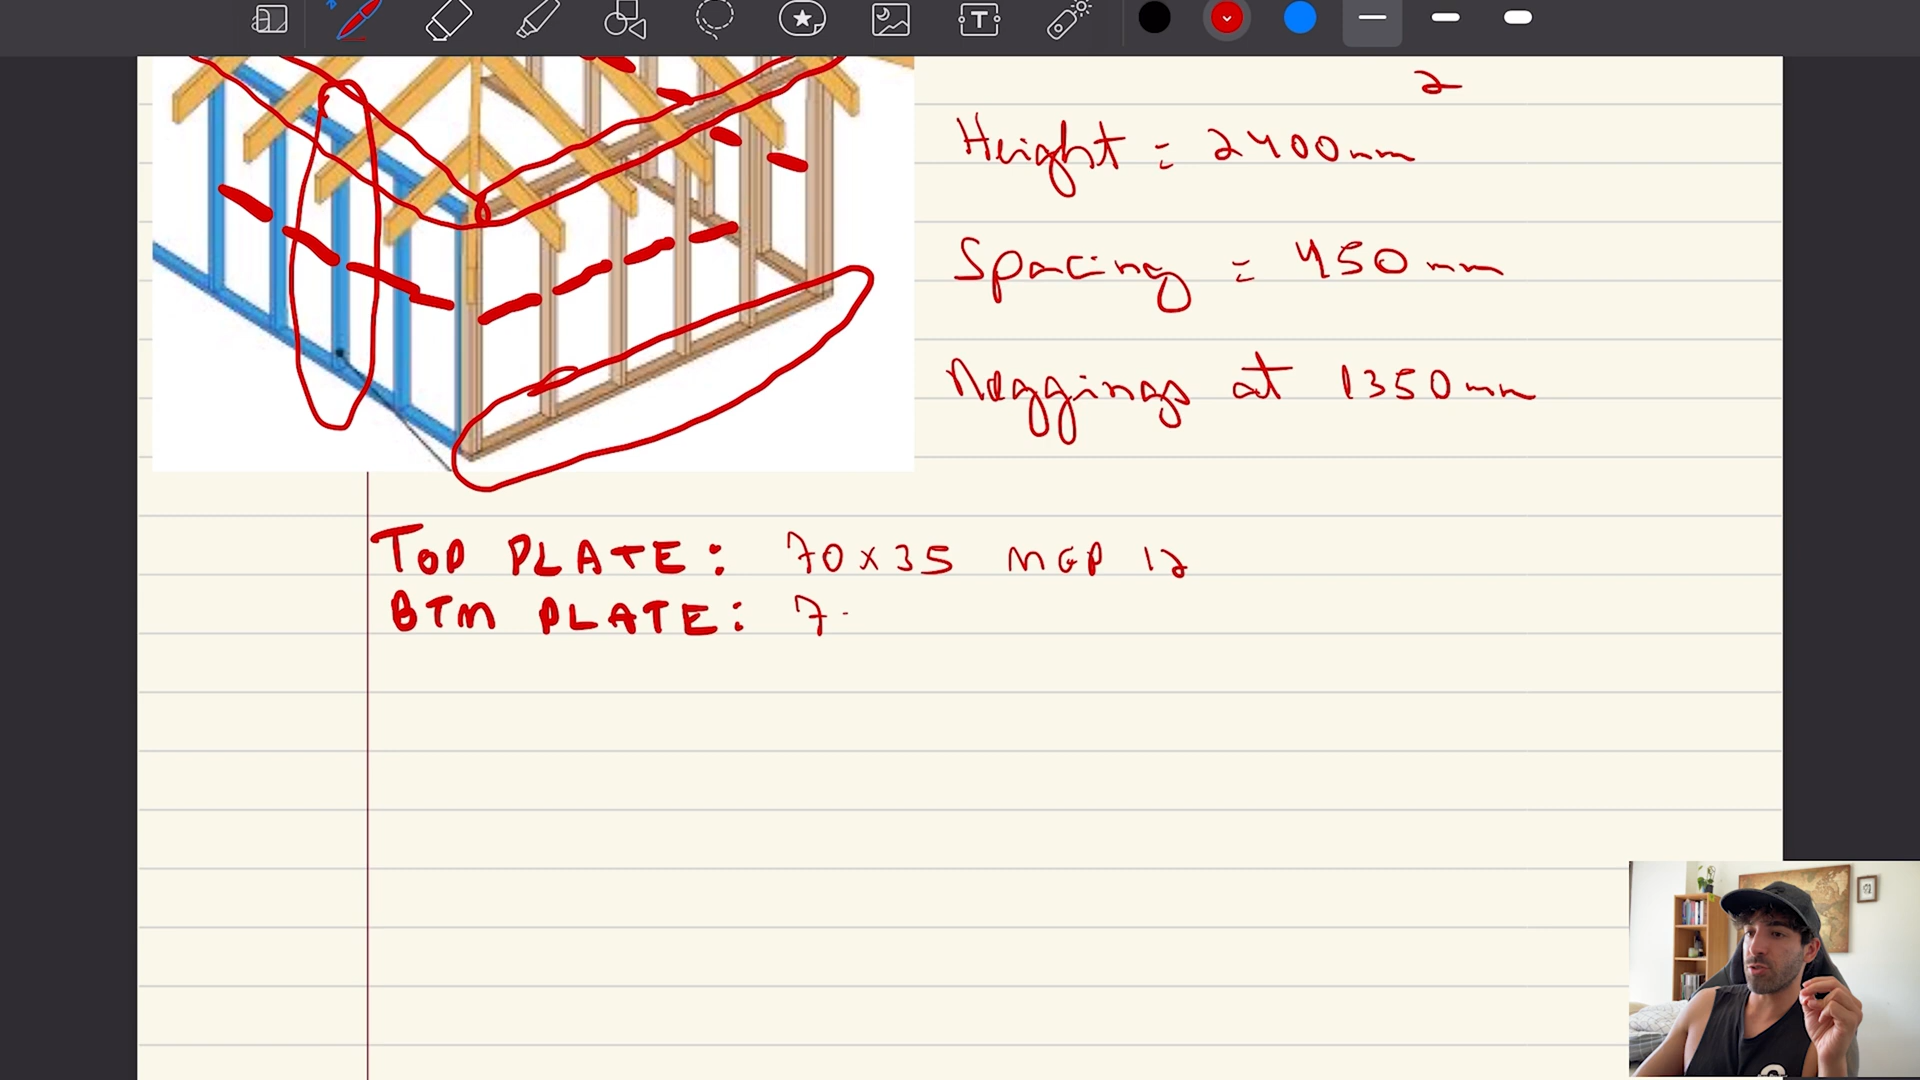 2
Height = 2400mm
Spacing = 450mm
Noggings at 1350mm
TOP PLATE: 70x35 MGP 12
BTM PLATE: 7